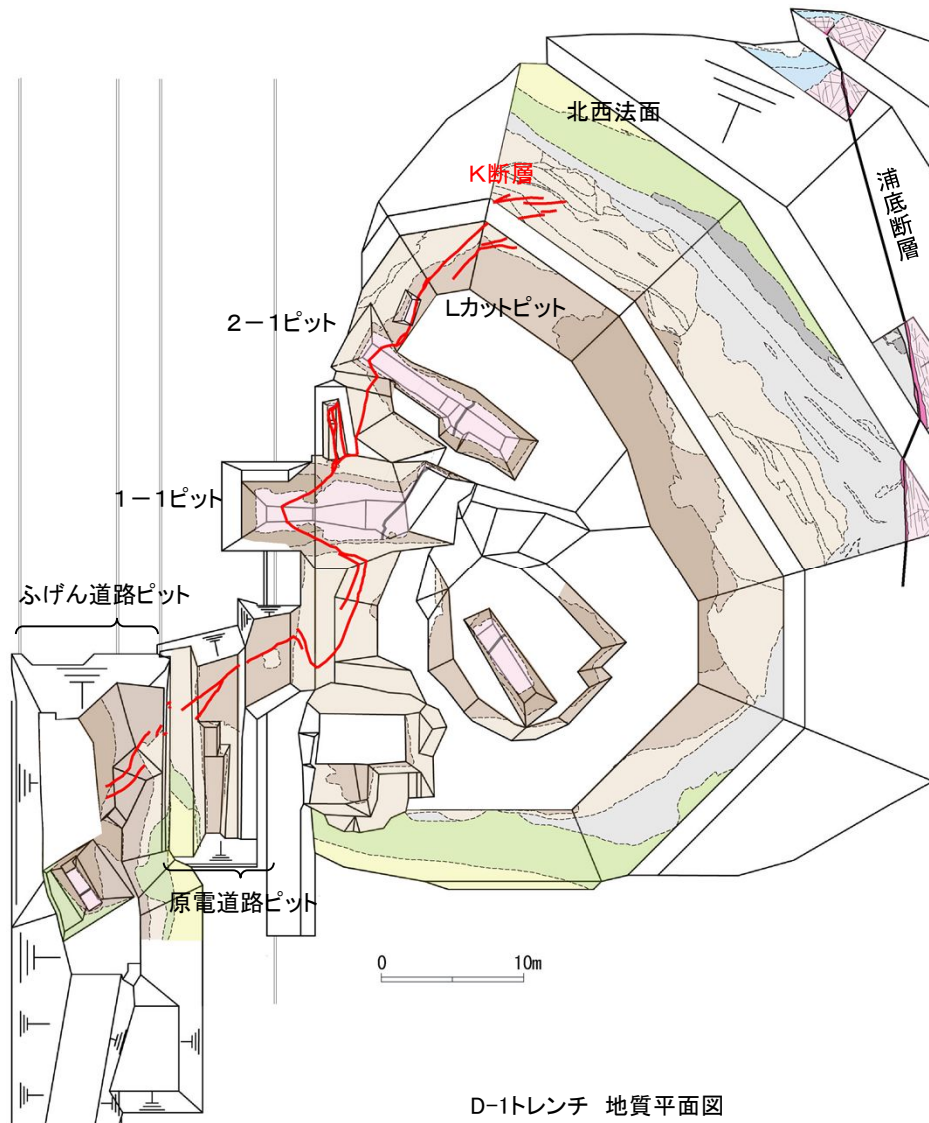 北西法面
K断層
浦底断層
Lカットピット
2-1ピット
1-1ピット
ふげん道路ピット
原電道路ピット
0 10m
D-1トレンチ 地質平面図